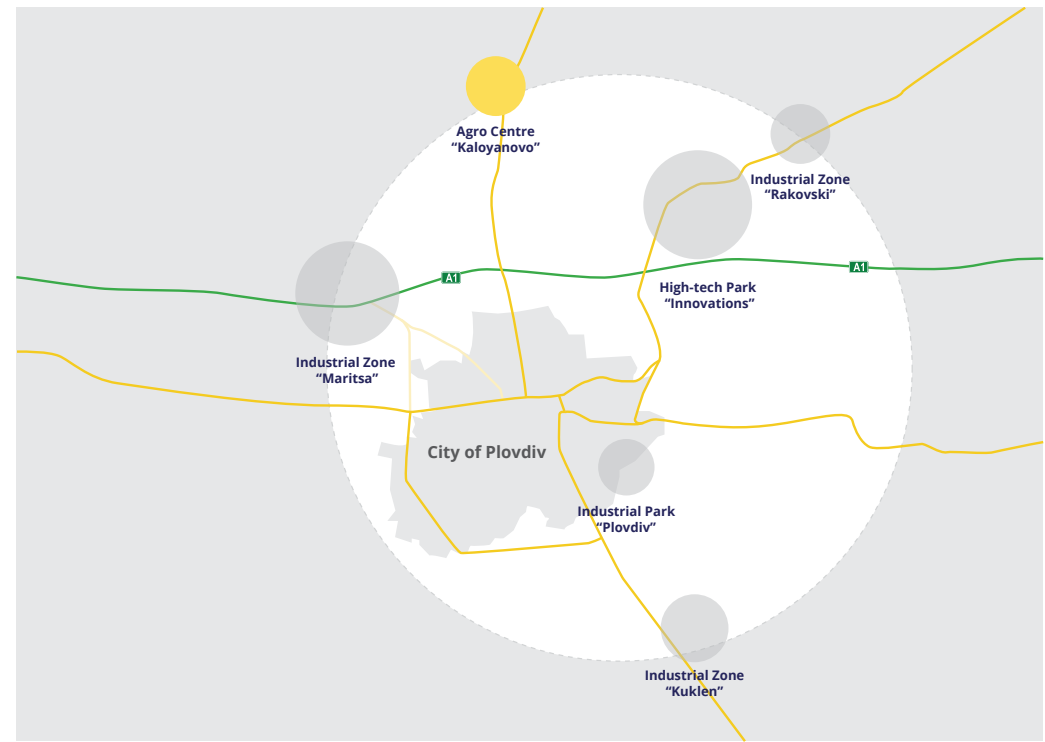 Agro Centre
“Kaloyanovo”
Industrial Zone
“Rakovski”
A1
A1
High-tech Park
“Innovations”
Industrial Zone
“Maritsa”
City of Plovdiv
Industrial Park
“Plovdiv”
Industrial Zone
“Kuklen”